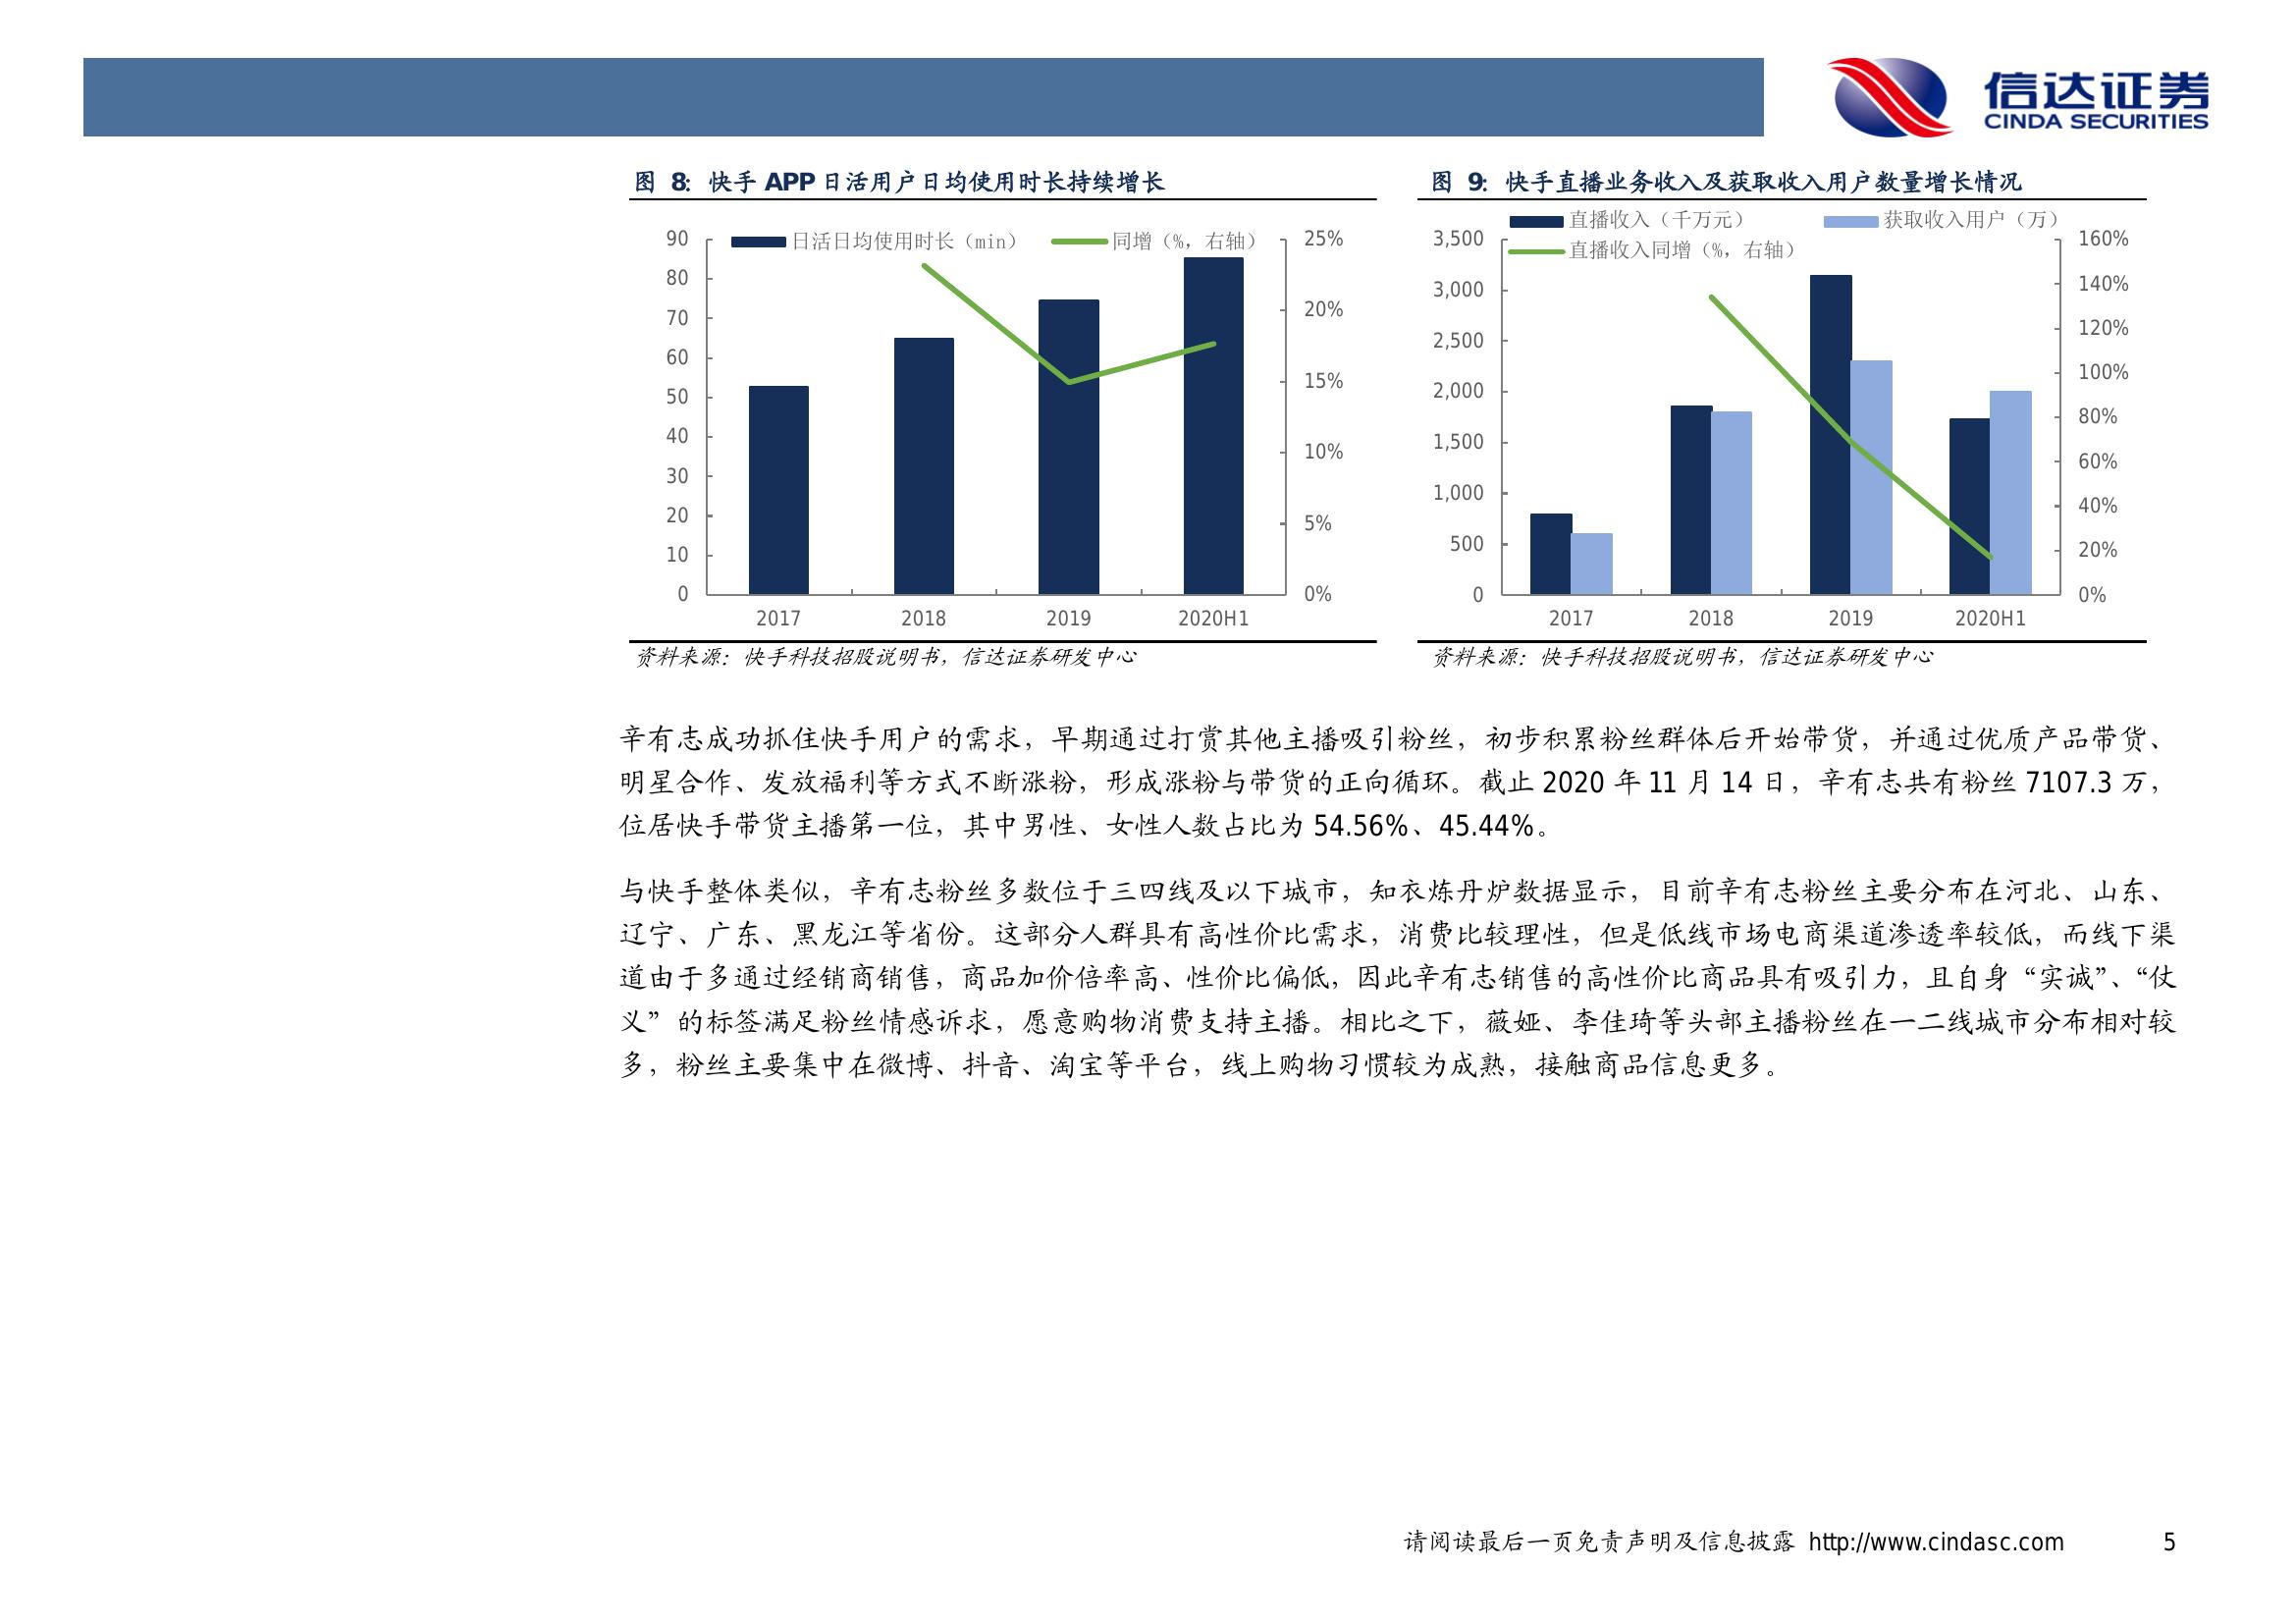 信达证券
CINDA SECURITIES
图 8: 快手 APP 日活用户日均使用时长持续增长
日活日均使用时长（min） 同增（%，右轴）
90 25%
80
70 20%
60
50 15%
40
10%
30
20 5%
10
0 0%
2017 2018 2019 2020H1
资料来源：快手科技招股说明书，信达证券研发中心
图 9: 快手直播业务收入及获取收入用户数量增长情况
直播收入（千万元） 获取收入用户（万）
直播收入同增（%，右轴）
3,500 160%
3,000 140%
2,500 120%
2,000 100%
80%
1,500 60%
1,000 40%
500 20%
0 0%
2017 2018 2019 2020H1
资料来源：快手科技招股说明书，信达证券研发中心
辛有志成功抓住快手用户的需求，早期通过打赏其他主播吸引粉丝，初步积累粉丝群体后开始带货，并通过优质产品带货、
明星合作、发放福利等方式不断涨粉，形成涨粉与带货的正向循环。截止 2020 年 11 月 14 日，辛有志共有粉丝 7107.3 万，
位居快手带货主播第一位，其中男性、女性人数占比为 54.56%、45.44%。
与快手整体类似，辛有志粉丝多数位于三四线及以下城市，知衣炼丹炉数据显示，目前辛有志粉丝主要分布在河北、山东、
辽宁、广东、黑龙江等省份。这部分人群具有高性价比需求，消费比较理性，但是低线市场电商渠道渗透率较低，而线下渠
道由于多通过经销商销售，商品加价倍率高、性价比偏低，因此辛有志销售的高性价比商品具有吸引力，且自身“实诚”、“仗
义”的标签满足粉丝情感诉求，愿意购物消费支持主播。相比之下，薇娅、李佳琦等头部主播粉丝在一二线城市分布相对较
多，粉丝主要集中在微博、抖音、淘宝等平台，线上购物习惯较为成熟，接触商品信息更多。
请阅读最后一页免责声明及信息披露 http://www.cindasc.com 5